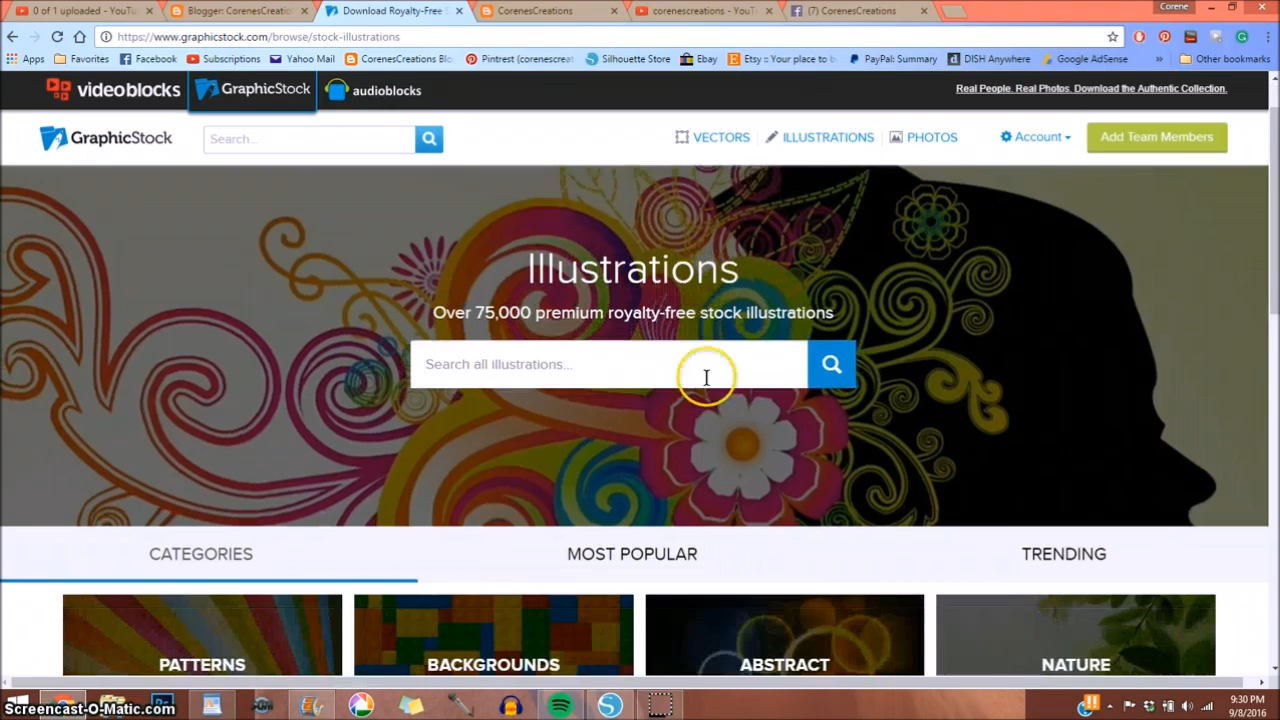 0 of 1 uploaded - YouTu
Blogger: CorenesCreatio
Download Royalty-Free S
CorenesCreations
corenescreations - YouT
(7) CorenesCreations
Corene
https://www.graphicstock.com/browse/stock-illustrations
Apps
Favorites
Facebook
Subscriptions
Yahoo Mail
CorenesCreations Blo
Pintrest (corenescreat
Silhouette Store
Ebay
Etsy :: Your place to b
PayPal: Summary
DISH Anywhere
Google AdSense
»
Other bookmarks
videoblocks
GraphicStock
audioblocks
Real People. Real Photos. Download the Authentic Collection.
GraphicStock
Search...
VECTORS
ILLUSTRATIONS
PHOTOS
Account
Add Team Members
Illustrations
Over 75,000 premium royalty-free stock illustrations
Search all illustrations...
CATEGORIES
MOST POPULAR
TRENDING
PATTERNS
BACKGROUNDS
ABSTRACT
NATURE
Screencast-O-Matic.com
9:30 PM
9/8/2016